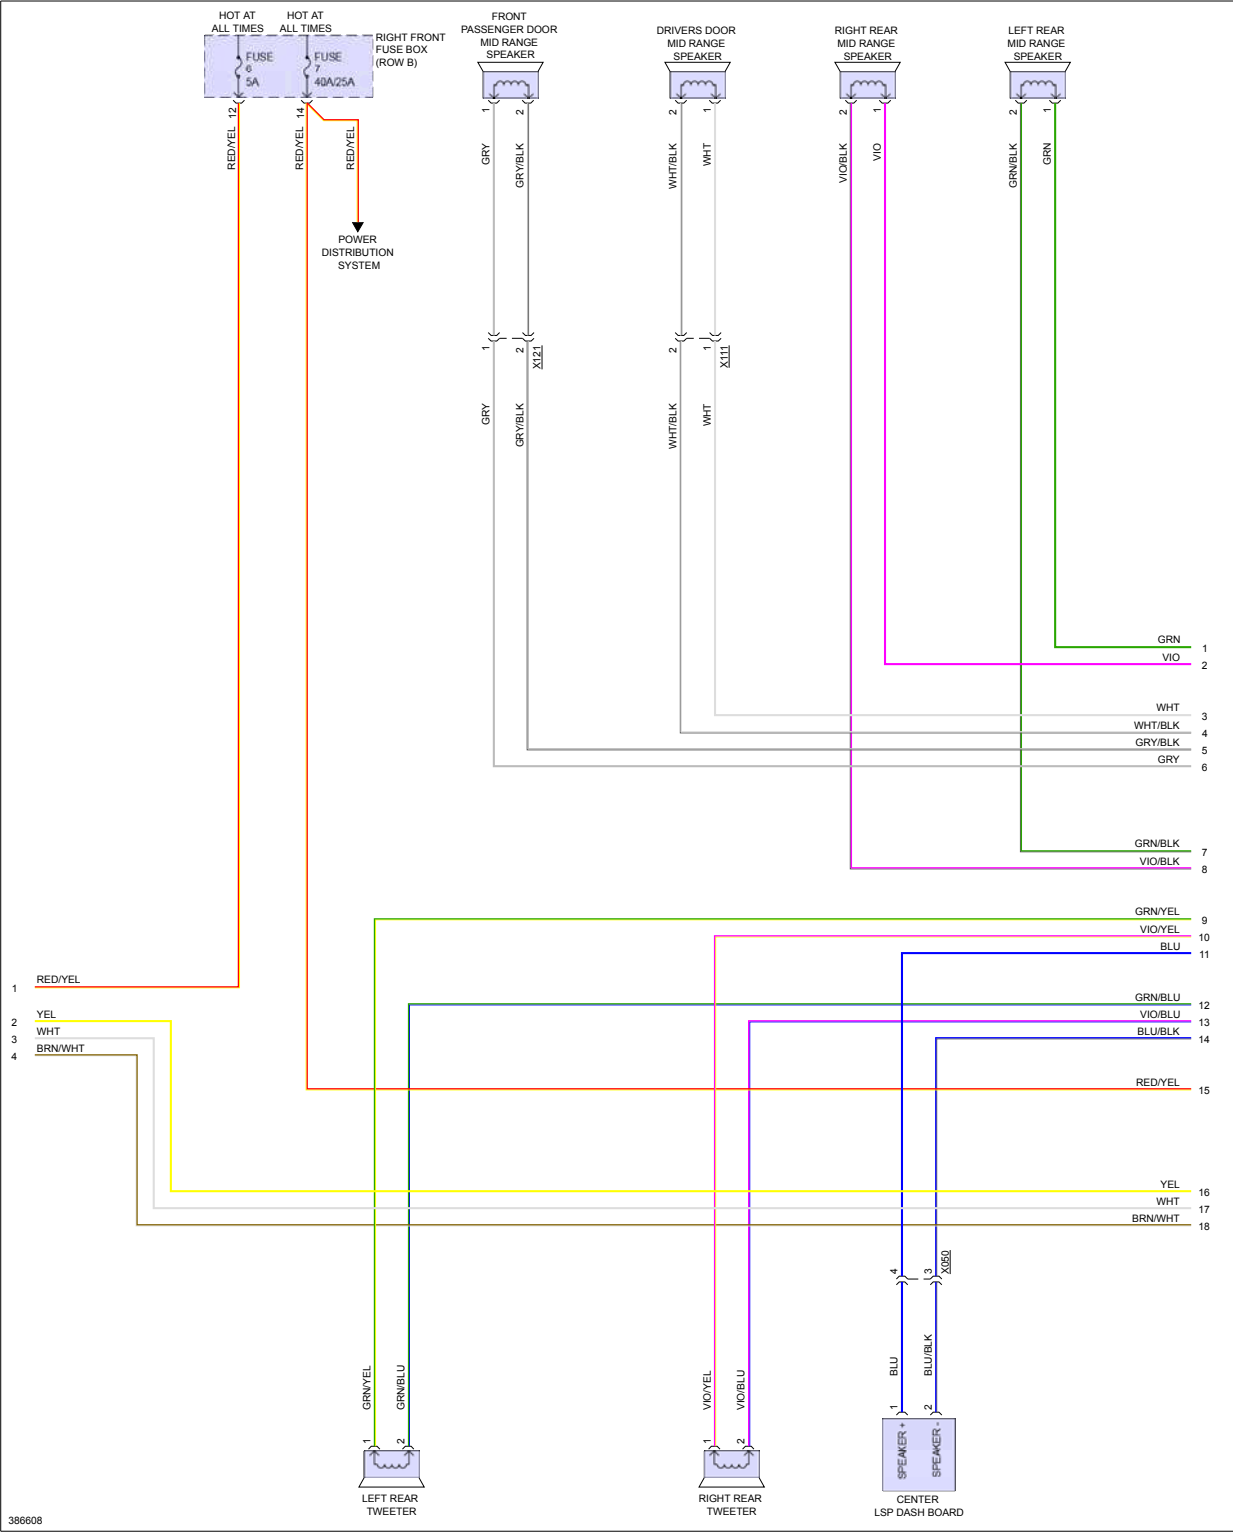 HOT AT
ALL TIMES
HOT AT
ALL TIMES
RIGHT FRONT
FUSE BOX
(ROW B)
FUSE
6
5A
FUSE
7
40A/25A
12
14
RED/YEL
RED/YEL
RED/YEL
POWER
DISTRIBUTION
SYSTEM
FRONT
PASSENGER DOOR
MID RANGE
SPEAKER
1
2
GRY
GRY/BLK
1
2
X121
GRY
GRY/BLK
DRIVERS DOOR
MID RANGE
SPEAKER
2
1
WHT/BLK
WHT
2
1
X111
WHT/BLK
WHT
RIGHT REAR
MID RANGE
SPEAKER
2
1
VIO/BLK
VIO
LEFT REAR
MID RANGE
SPEAKER
2
1
GRN/BLK
GRN
GRN 1
VIO 2
WHT 3
WHT/BLK 4
GRY/BLK 5
GRY 6
GRN/BLK 7
VIO/BLK 8
GRN/YEL 9
VIO/YEL 10
BLU 11
GRN/BLU 12
VIO/BLU 13
BLU/BLK 14
RED/YEL 15
YEL 16
WHT 17
BRN/WHT 18
1 RED/YEL
2 YEL
3 WHT
4 BRN/WHT
GRN/YEL
GRN/BLU
1
2
LEFT REAR
TWEETER
VIO/YEL
VIO/BLU
1
2
RIGHT REAR
TWEETER
4
3
X050
BLU
BLU/BLK
1
2
SPEAKER +
SPEAKER -
CENTER
LSP DASH BOARD
386608